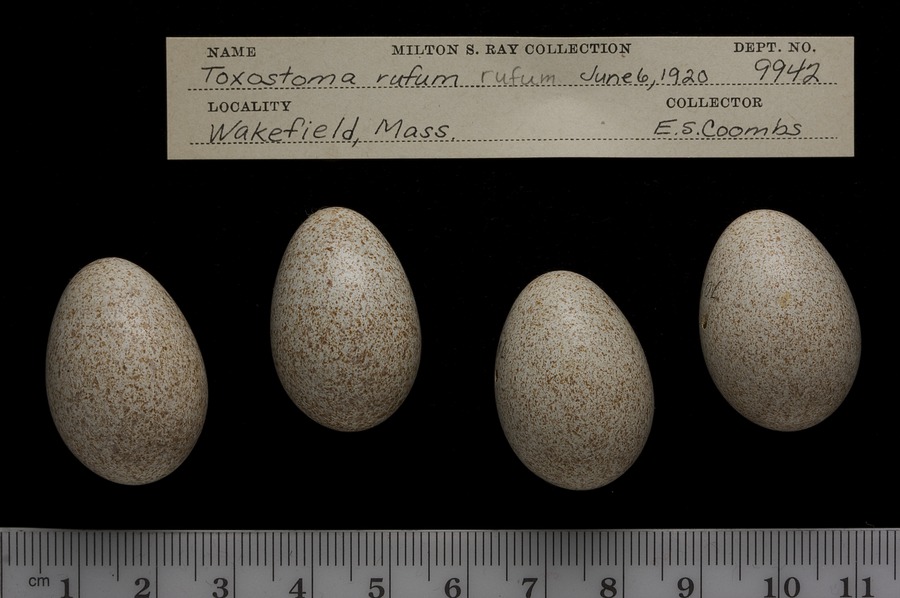 NAME MILTON S. RAY COLLECTION DEPT. NO.
Toxostoma rufum rufum June 6, 1920 9942
LOCALITY COLLECTOR
Wakefield, Mass. E.S. Coombs
cm 1 2 3 4 5 6 7 8 9 10 11